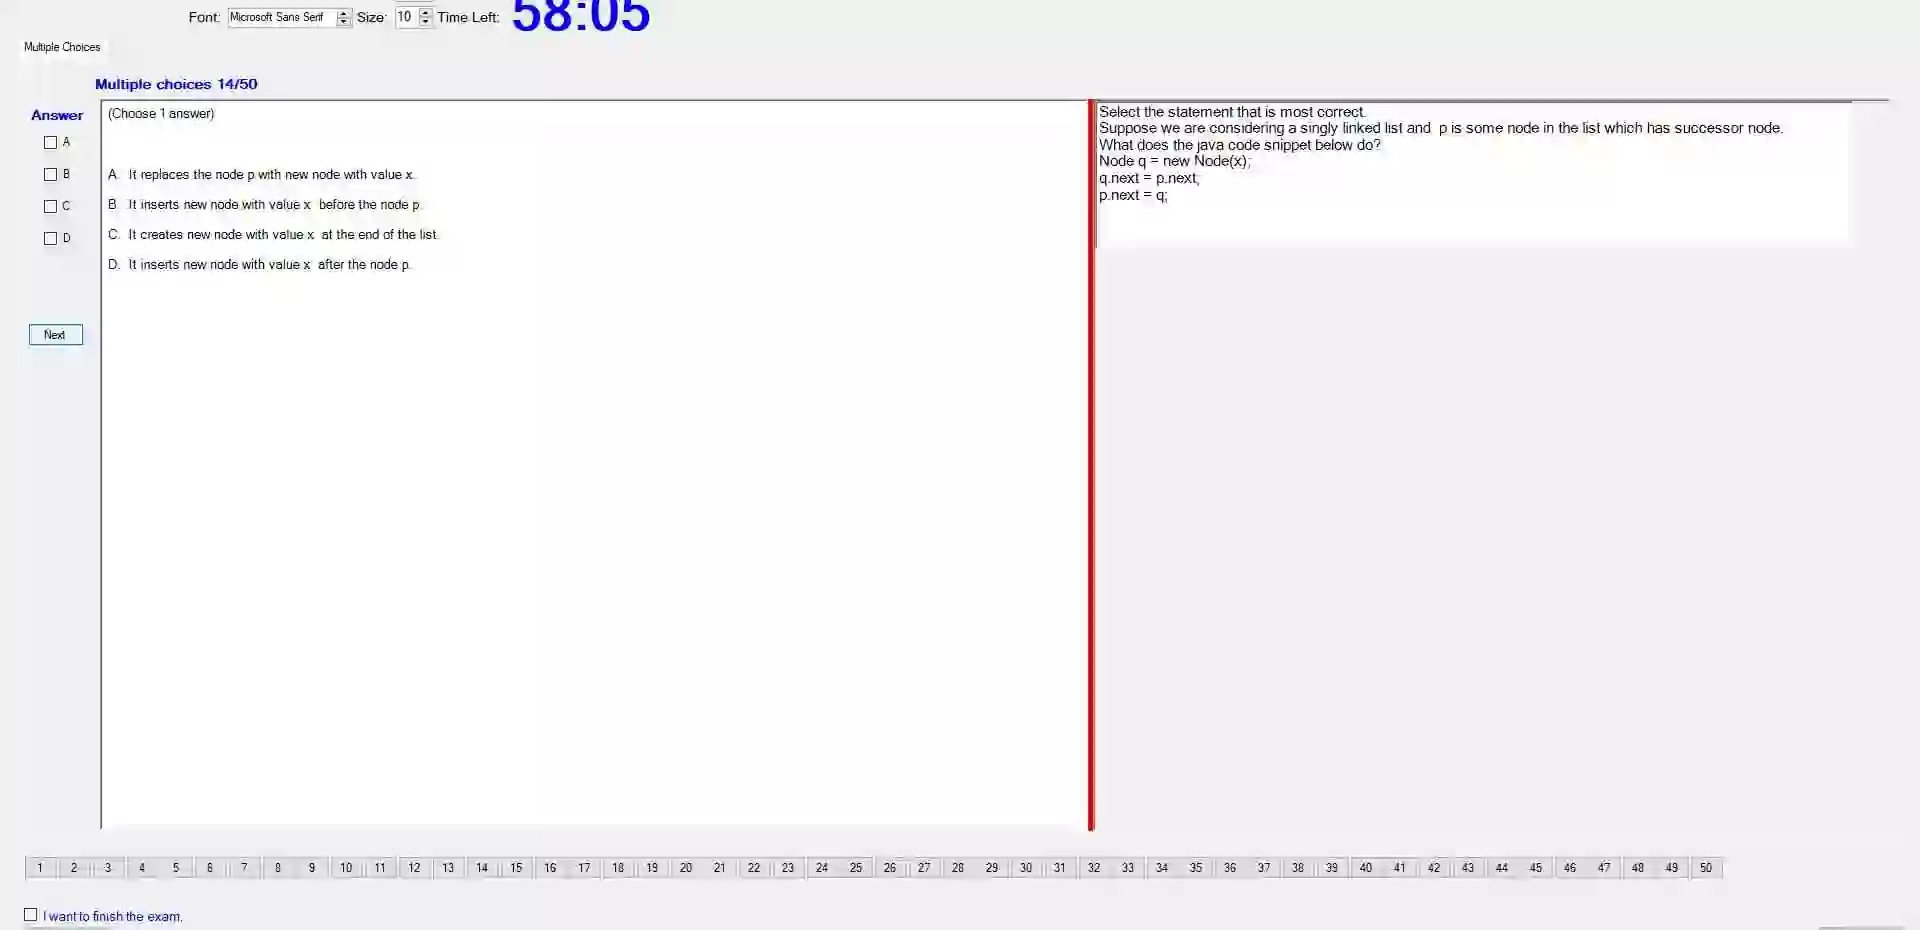 Font: Microsoft Sans Serif Size: 10 Time Left: 58:05
Multiple Choices
Multiple choices 14/50
Answer
A
B
C
D
Next
(Choose 1 answer)
A. It replaces the node p with new node with value x.
B. It inserts new node with value x before the node p.
C. It creates new node with value x at the end of the list.
D. It inserts new node with value x after the node p.
Select the statement that is most correct.
Suppose we are considering a singly linked list and p is some node in the list which has successor node.
What does the java code snippet below do?
Node q = new Node(x);
q.next = p.next;
p.next = q;
1 2 3 4 5 6 7 8 9 10 11 12 13 14 15 16 17 18 19 20 21 22 23 24 25 26 27 28 29 30 31 32 33 34 35 36 37 38 39 40 41 42 43 44 45 46 47 48 49 50
I want to finish the exam.